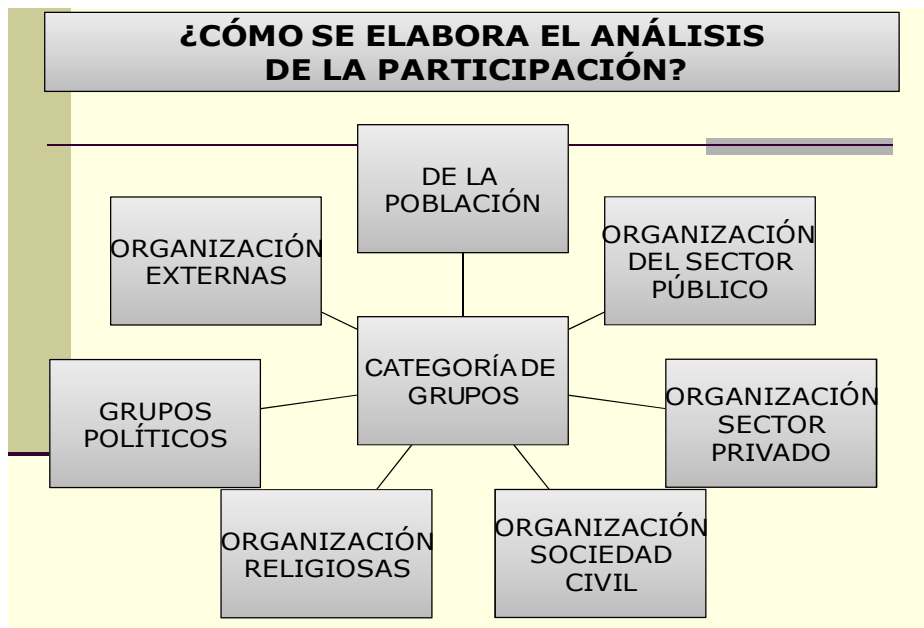 ¿CÓMO SE ELABORA EL ANÁLISIS
DE LA PARTICIPACIÓN?
DE LA
POBLACIÓN
ORGANIZACIÓN
EXTERNAS
ORGANIZACIÓN
DEL SECTOR
PÚBLICO
CATEGORÍA DE
GRUPOS
GRUPOS
POLÍTICOS
ORGANIZACIÓN
SECTOR
PRIVADO
ORGANIZACIÓN
RELIGIOSAS
ORGANIZACIÓN
SOCIEDAD
CIVIL